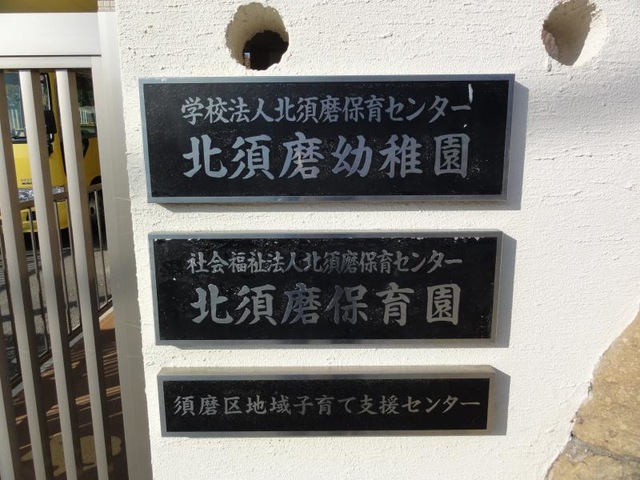 学校法人北須磨保育センター
北須磨幼稚園
社会福祉法人北須磨保育センター
北須磨保育園
須磨区地域子育て支援センター